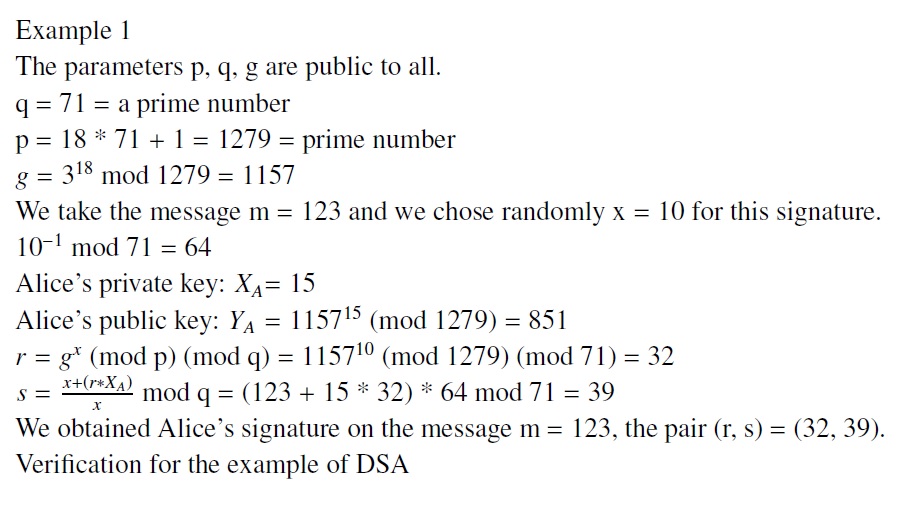 Example 1
The parameters p, q, g are public to all.
q = 71 = a prime number
p = 18 * 71 + 1 = 1279 = prime number
g = 3^18 mod 1279 = 1157
We take the message m = 123 and we chose randomly x = 10 for this signature.
10^−1 mod 71 = 64
Alice’s private key: X_A= 15
Alice’s public key: Y_A = 1157^15 (mod 1279) = 851
r = g^x (mod p) (mod q) = 1157^10 (mod 1279) (mod 71) = 32
s = x+(r*X_A)/x mod q = (123 + 15 * 32) * 64 mod 71 = 39
We obtained Alice’s signature on the message m = 123, the pair (r, s) = (32, 39).
Verification for the example of DSA